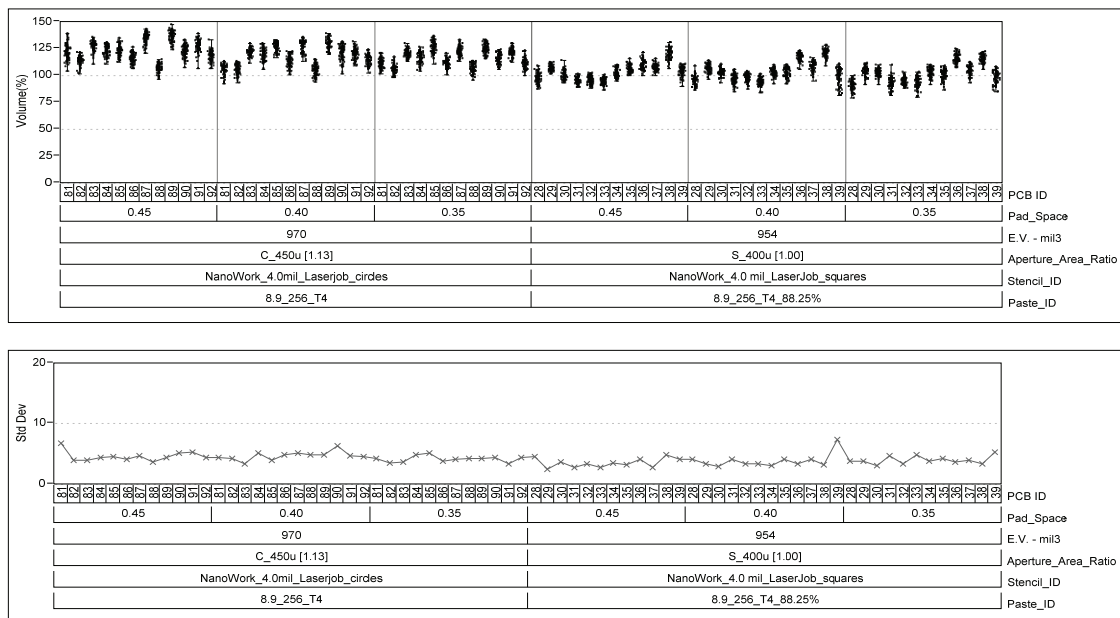 150
125
100
75
50
25
0
Volume(%)
81 82 83 84 85 86 87 88 89 90 91 92 81 82 83 84 85 86 87 88 89 90 91 92 81 82 83 84 85 86 87 88 89 90 91 92 28 29 30 31 32 33 34 35 36 37 38 39 28 29 30 31 32 33 34 35 36 37 38 39 28 29 30 31 32 33 34 35 36 37 38 39 PCB ID
0.45 0.40 0.35 0.45 0.40 0.35 Pad_Space
970 954 E.V. - mil3
C_450u [1.13] S_400u [1.00] Aperture_Area_Ratio
NanoWork_4.0mil_Laserjob_circles NanoWork_4.0 mil_LaserJob_squares Stencil_ID
8.9_256_T4 8.9_256_T4_88.25% Paste_ID
20
10
0
Std Dev
81 82 83 84 85 86 87 88 89 90 91 92 81 82 83 84 85 86 87 88 89 90 91 92 81 82 83 84 85 86 87 88 89 90 91 92 28 29 30 31 32 33 34 35 36 37 38 39 28 29 30 31 32 33 34 35 36 37 38 39 28 29 30 31 32 33 34 35 36 37 38 39 PCB ID
0.45 0.40 0.35 0.45 0.40 0.35 Pad_Space
970 954 E.V. - mil3
C_450u [1.13] S_400u [1.00] Aperture_Area_Ratio
NanoWork_4.0mil_Laserjob_circles NanoWork_4.0 mil_LaserJob_squares Stencil_ID
8.9_256_T4 8.9_256_T4_88.25% Paste_ID